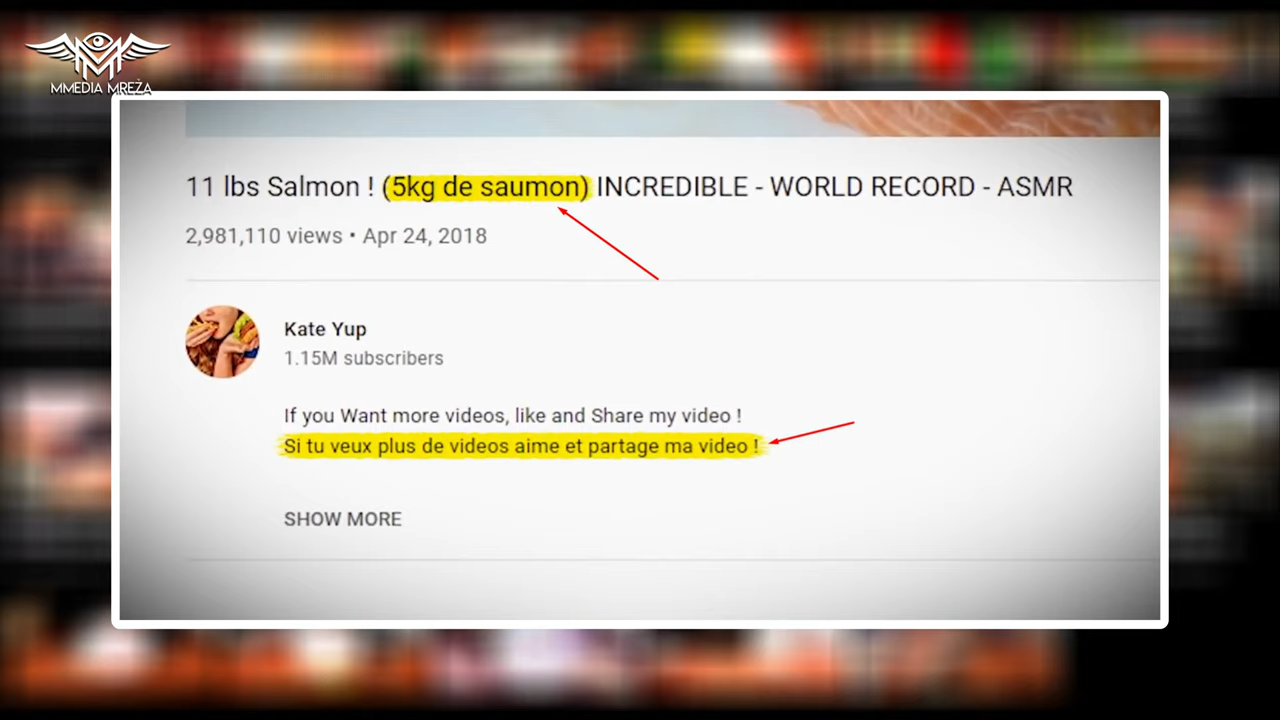 MMEDIA MREŽA
11 lbs Salmon ! (5kg de saumon) INCREDIBLE - WORLD RECORD - ASMR
2,981,110 views • Apr 24, 2018
Kate Yup
1.15M subscribers
If you Want more videos, like and Share my video !
Si tu veux plus de videos aime et partage ma video !
SHOW MORE